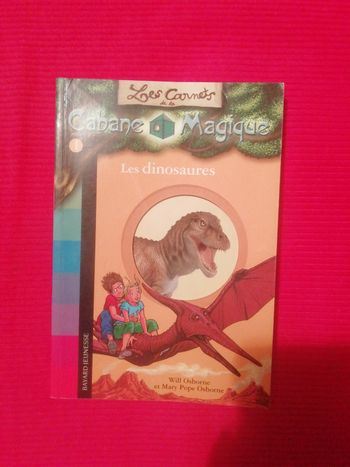 Les Carnets
de la
Cabane Magique
1
Les dinosaures
BAYARD JEUNESSE
Will Osborne
et Mary Pope Osborne